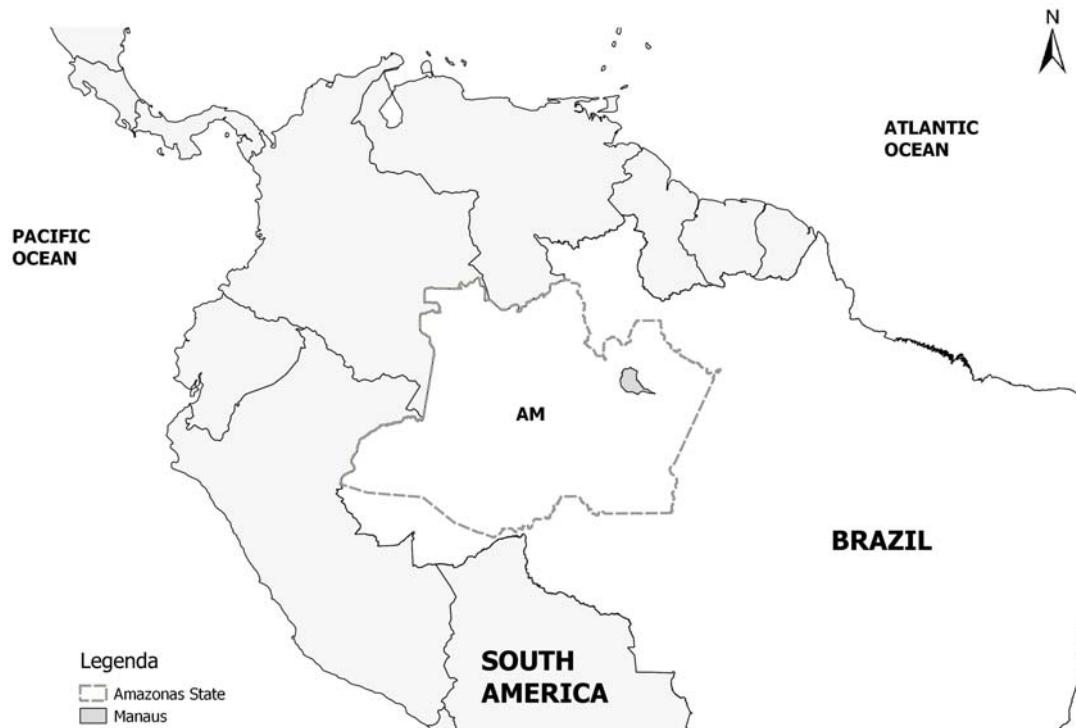 N
ATLANTIC
OCEAN
PACIFIC
OCEAN
AM
BRAZIL
SOUTH
AMERICA
Legenda
Amazonas State
Manaus